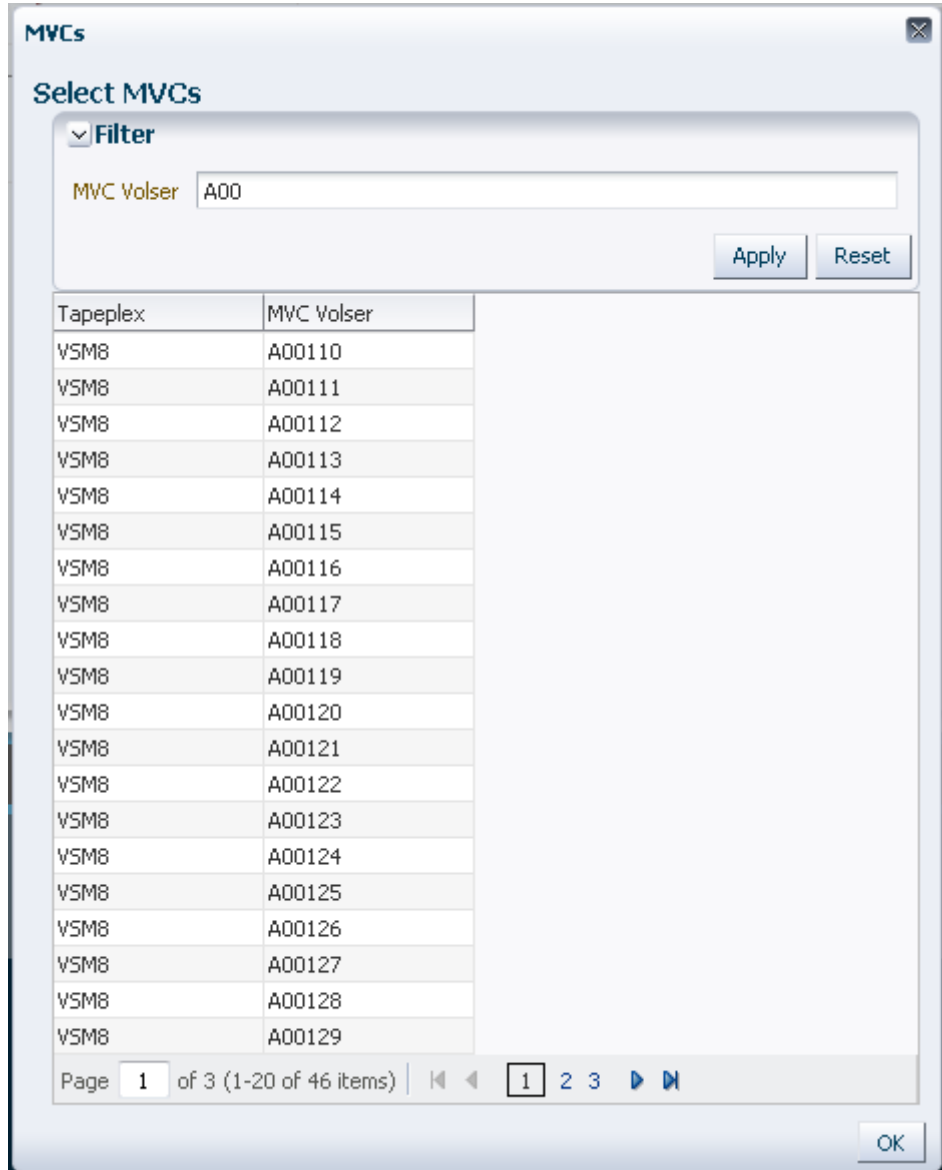 MVCs
Select MVCs
Filter
MVC Volser A00
Apply Reset
Tapeplex MVC Volser
VSM8 A00110
VSM8 A00111
VSM8 A00112
VSM8 A00113
VSM8 A00114
VSM8 A00115
VSM8 A00116
VSM8 A00117
VSM8 A00118
VSM8 A00119
VSM8 A00120
VSM8 A00121
VSM8 A00122
VSM8 A00123
VSM8 A00124
VSM8 A00125
VSM8 A00126
VSM8 A00127
VSM8 A00128
VSM8 A00129
Page 1 of 3 (1-20 of 46 items) 1 2 3
OK